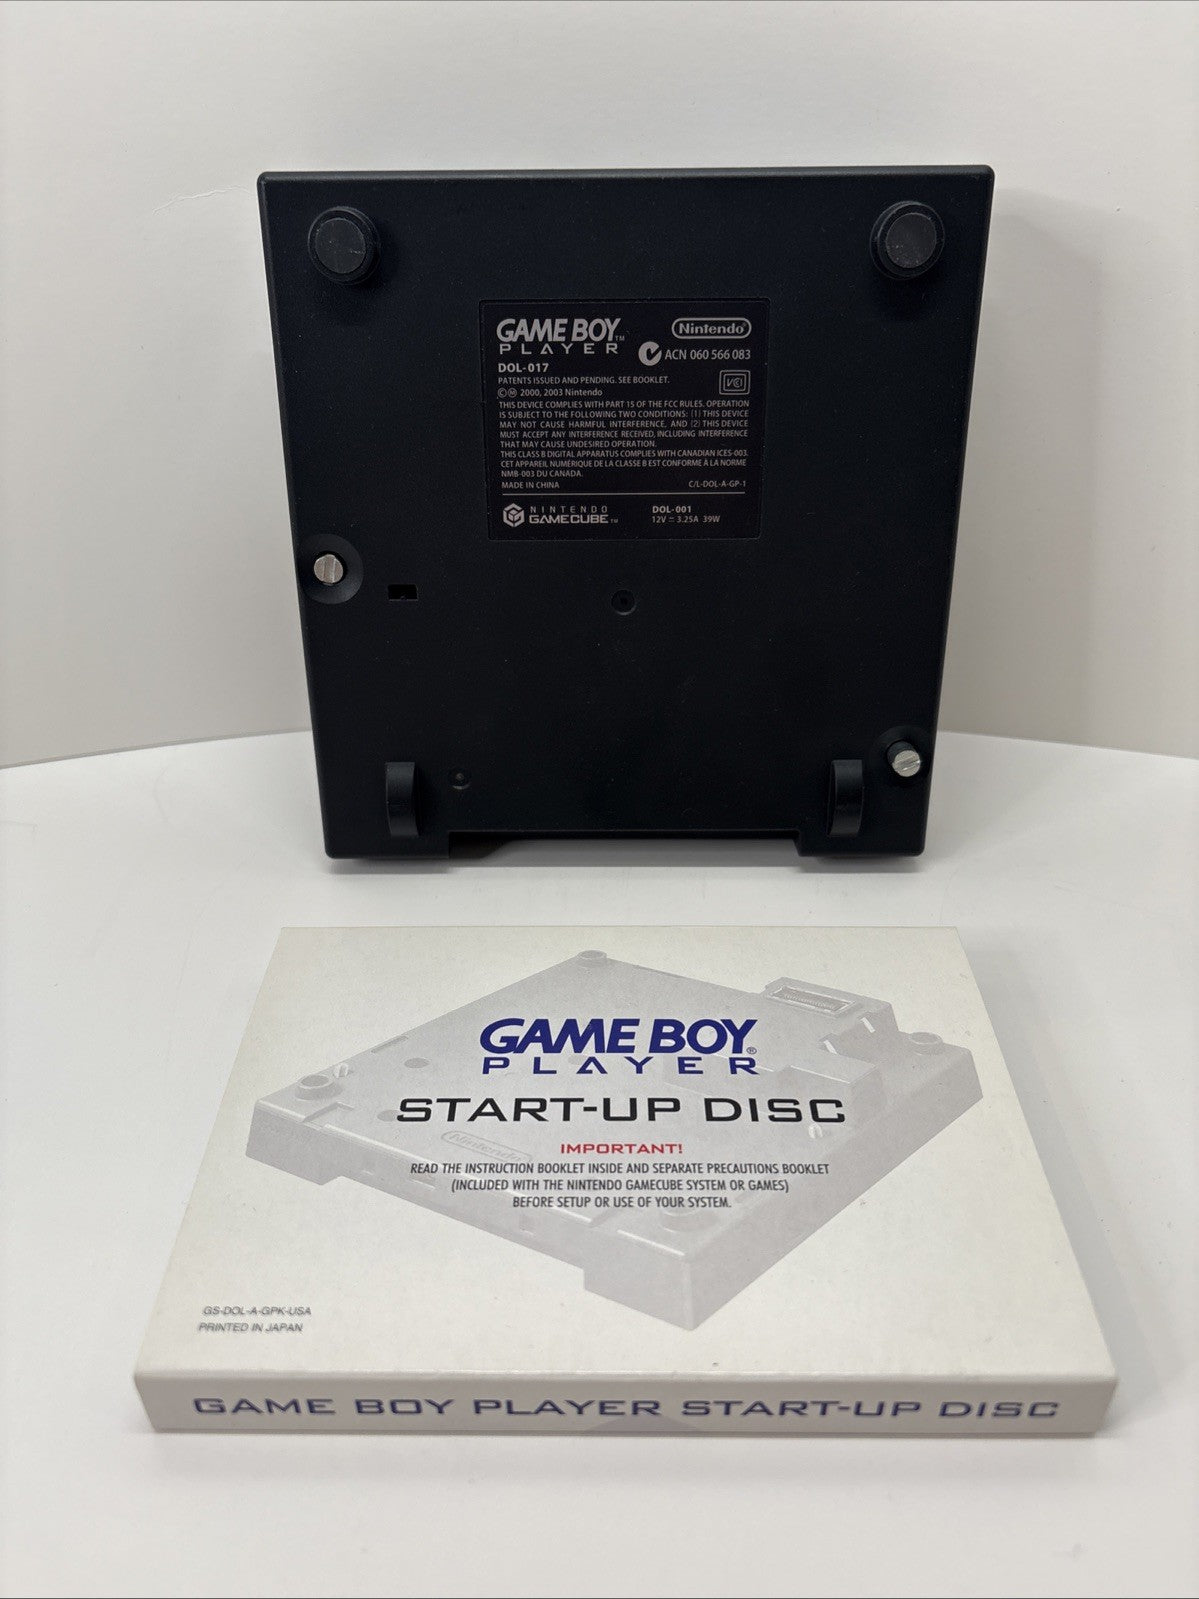 GAME BOY™
PLAYER
Nintendo®
ACN 060 566 083
DOL-017
PATENTS ISSUED AND PENDING. SEE BOOKLET.
©Ⓜ 2000, 2003 Nintendo
VCI
THIS DEVICE COMPLIES WITH PART 15 OF THE FCC RULES. OPERATION
IS SUBJECT TO THE FOLLOWING TWO CONDITIONS: (1) THIS DEVICE
MAY NOT CAUSE HARMFUL INTERFERENCE, AND (2) THIS DEVICE
MUST ACCEPT ANY INTERFERENCE RECEIVED, INCLUDING INTERFERENCE
THAT MAY CAUSE UNDESIRED OPERATION.
THIS CLASS B DIGITAL APPARATUS COMPLIES WITH CANADIAN ICES-003.
CET APPAREIL NUMÉRIQUE DE LA CLASSE B EST CONFORME À LA NORME
NMB-003 DU CANADA.
MADE IN CHINA C/L-DOL-A-GP-1
NINTENDO
GAMECUBE™
DOL-001
12V ⎓ 3.25A 39W
GAME BOY®
PLAYER
START-UP DISC
Nintendo
IMPORTANT!
READ THE INSTRUCTION BOOKLET INSIDE AND SEPARATE PRECAUTIONS BOOKLET
(INCLUDED WITH THE NINTENDO GAMECUBE SYSTEM OR GAMES)
BEFORE SETUP OR USE OF YOUR SYSTEM.
GS-DOL-A-GPK-USA
PRINTED IN JAPAN
GAME BOY PLAYER START-UP DISC